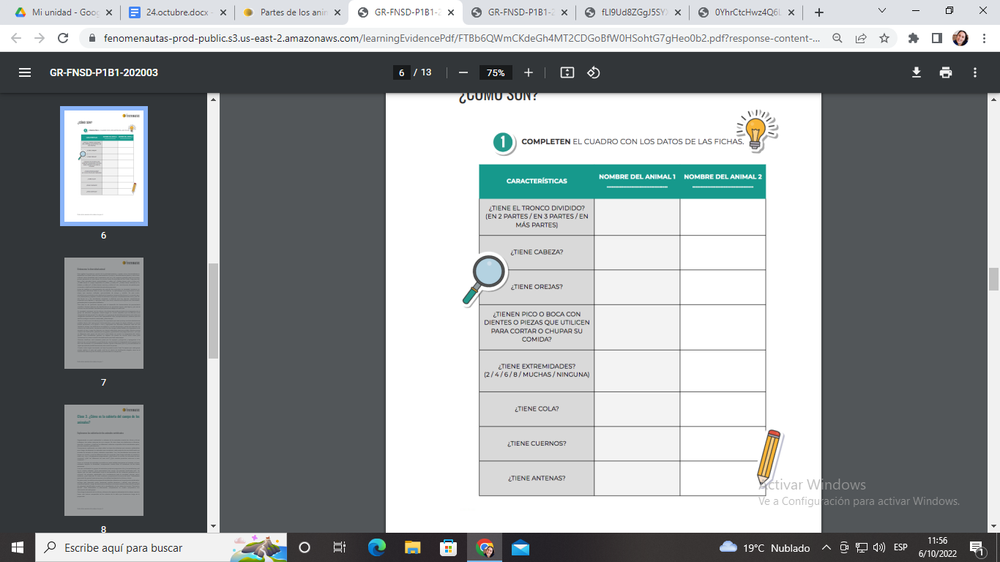 Mi unidad - Goo
24.octubre.docx -
Partes de los anim
GR-FNSD-P1B1-2
GR-FNSD-P1B1-2
fLl9Ud8ZGgJ5SYX
0YhrCtcHwz4Q6L
fenomenautas-prod-public.s3.us-east-2.amazonaws.com/learningEvidencePdf/FTBb6QWmCKdeGh4MT2CDGoBfW0HSohtG7gHeo0b2.pdf?response-content-...
GR-FNSD-P1B1-202003
6 / 13
75%
6
7
8
¿CÓMO SON?
1 COMPLETEN EL CUADRO CON LOS DATOS DE LAS FICHAS.
CARACTERÍSTICAS
NOMBRE DEL ANIMAL 1
NOMBRE DEL ANIMAL 2
¿TIENE EL TRONCO DIVIDIDO?
(EN 2 PARTES / EN 3 PARTES / EN
MÁS PARTES)
¿TIENE CABEZA?
¿TIENE OREJAS?
¿TIENEN PICO O BOCA CON
DIENTES O PIEZAS QUE UTILICEN
PARA CORTAR O CHUPAR SU
COMIDA?
¿TIENE EXTREMIDADES?
(2 / 4 / 6 / 8 / MUCHAS / NINGUNA)
¿TIENE COLA?
¿TIENE CUERNOS?
¿TIENE ANTENAS?
Activar Windows
Ve a Configuración para activar Windows.
Escribe aquí para buscar
19°C Nublado
ESP
11:56
6/10/2022
1